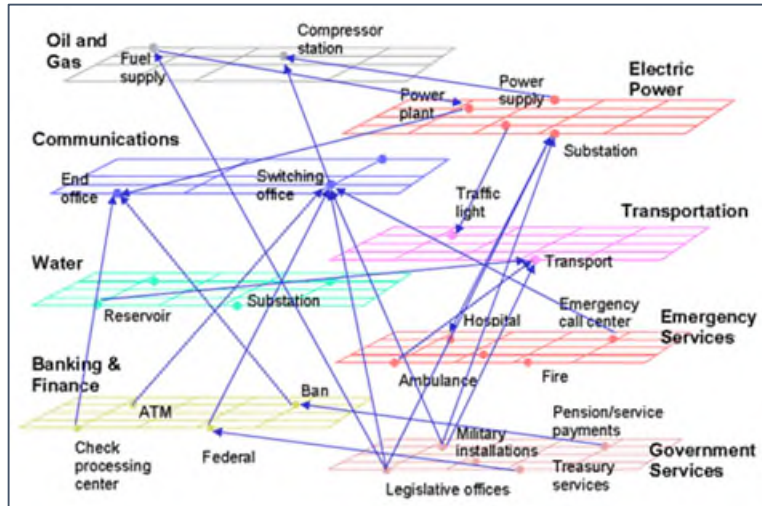 Oil and
Gas
Fuel
supply
Compressor
station
Power
supply
Power
plant
Electric
Power
Substation
Communications
End
office
Switching
office
Traffic
light
Transportation
Transport
Water
Reservoir
Substation
Hospital
Emergency
call center
Emergency
Services
Ambulance
Fire
Banking &
Finance
ATM
Ban
Check
processing
center
Federal
Military
installations
Pension/service
payments
Government
Services
Legislative offices
Treasury
services